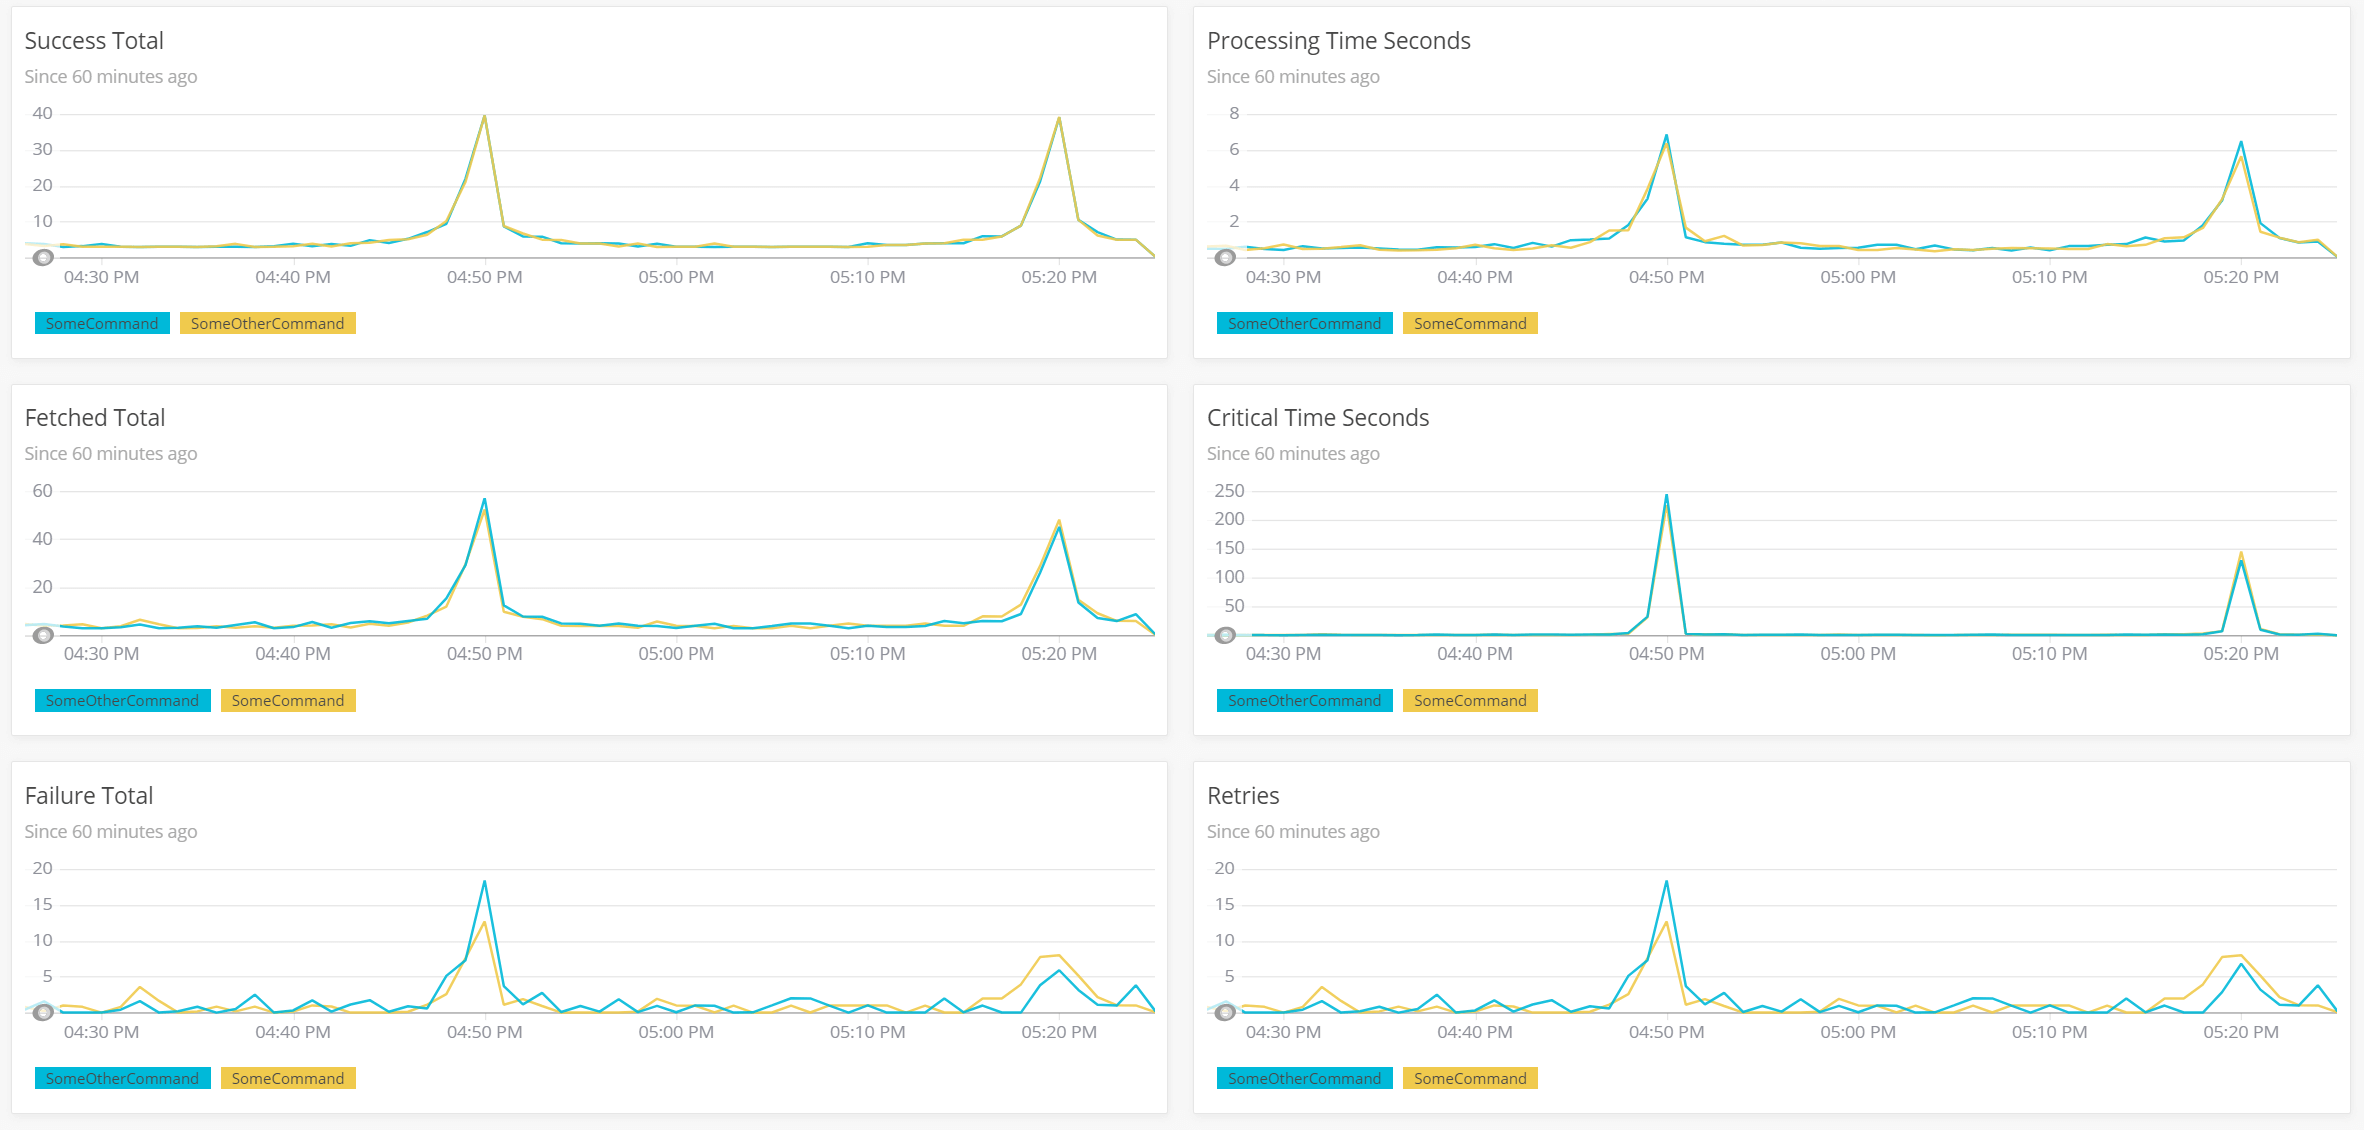 Success Total
Since 60 minutes ago
40
30
20
10
04:30 PM 04:40 PM 04:50 PM 05:00 PM 05:10 PM 05:20 PM
SomeCommand SomeOtherCommand
Processing Time Seconds
Since 60 minutes ago
8
6
4
2
04:30 PM 04:40 PM 04:50 PM 05:00 PM 05:10 PM 05:20 PM
SomeOtherCommand SomeCommand
Fetched Total
Since 60 minutes ago
60
40
20
04:30 PM 04:40 PM 04:50 PM 05:00 PM 05:10 PM 05:20 PM
SomeOtherCommand SomeCommand
Critical Time Seconds
Since 60 minutes ago
250
200
150
100
50
04:30 PM 04:40 PM 04:50 PM 05:00 PM 05:10 PM 05:20 PM
SomeOtherCommand SomeCommand
Failure Total
Since 60 minutes ago
20
15
10
5
04:30 PM 04:40 PM 04:50 PM 05:00 PM 05:10 PM 05:20 PM
SomeOtherCommand SomeCommand
Retries
Since 60 minutes ago
20
15
10
5
04:30 PM 04:40 PM 04:50 PM 05:00 PM 05:10 PM 05:20 PM
SomeOtherCommand SomeCommand